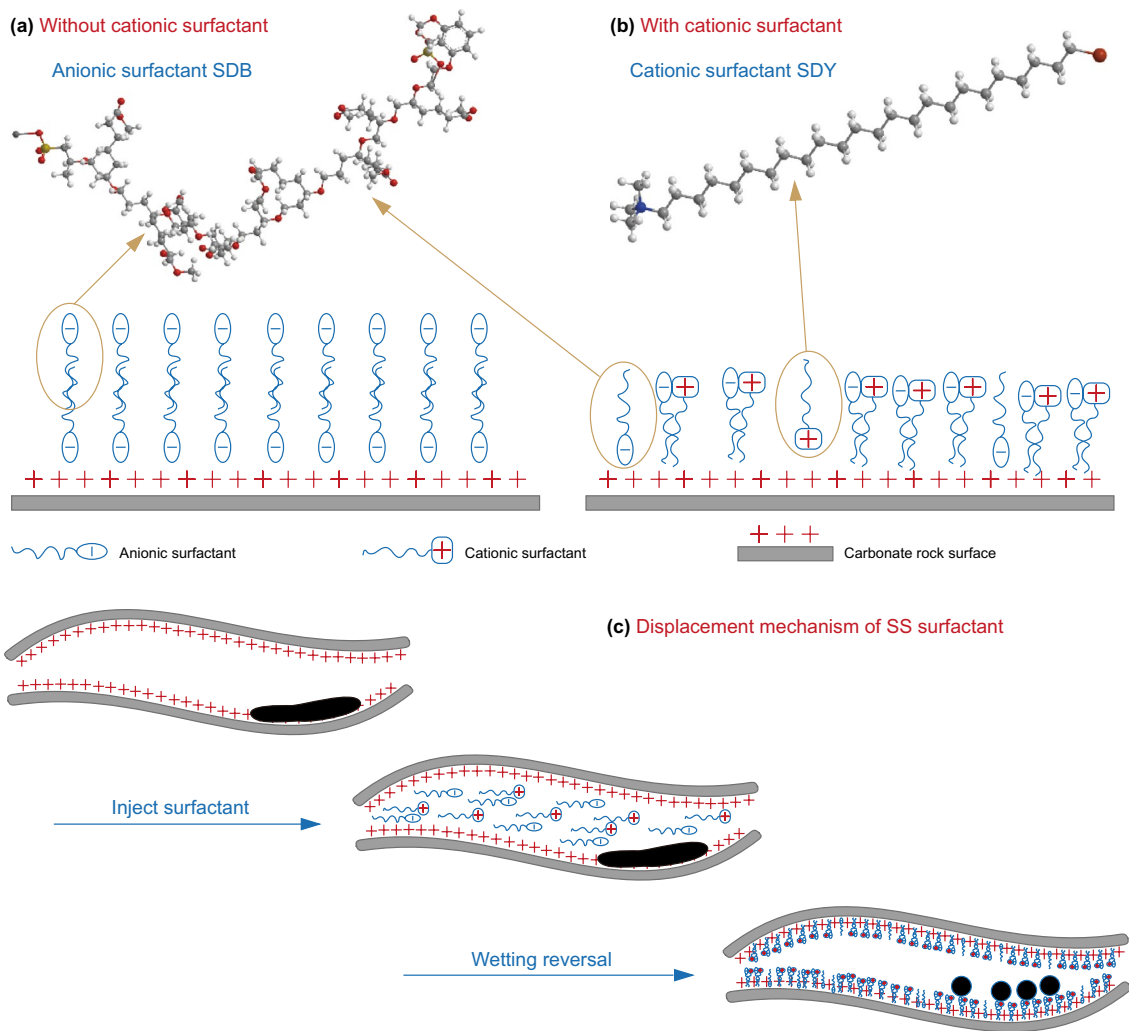 (a) Without cationic surfactant
Anionic surfactant SDB
(b) With cationic surfactant
Cationic surfactant SDY
Anionic surfactant
Cationic surfactant
Carbonate rock surface
(c) Displacement mechanism of SS surfactant
Inject surfactant
Wetting reversal